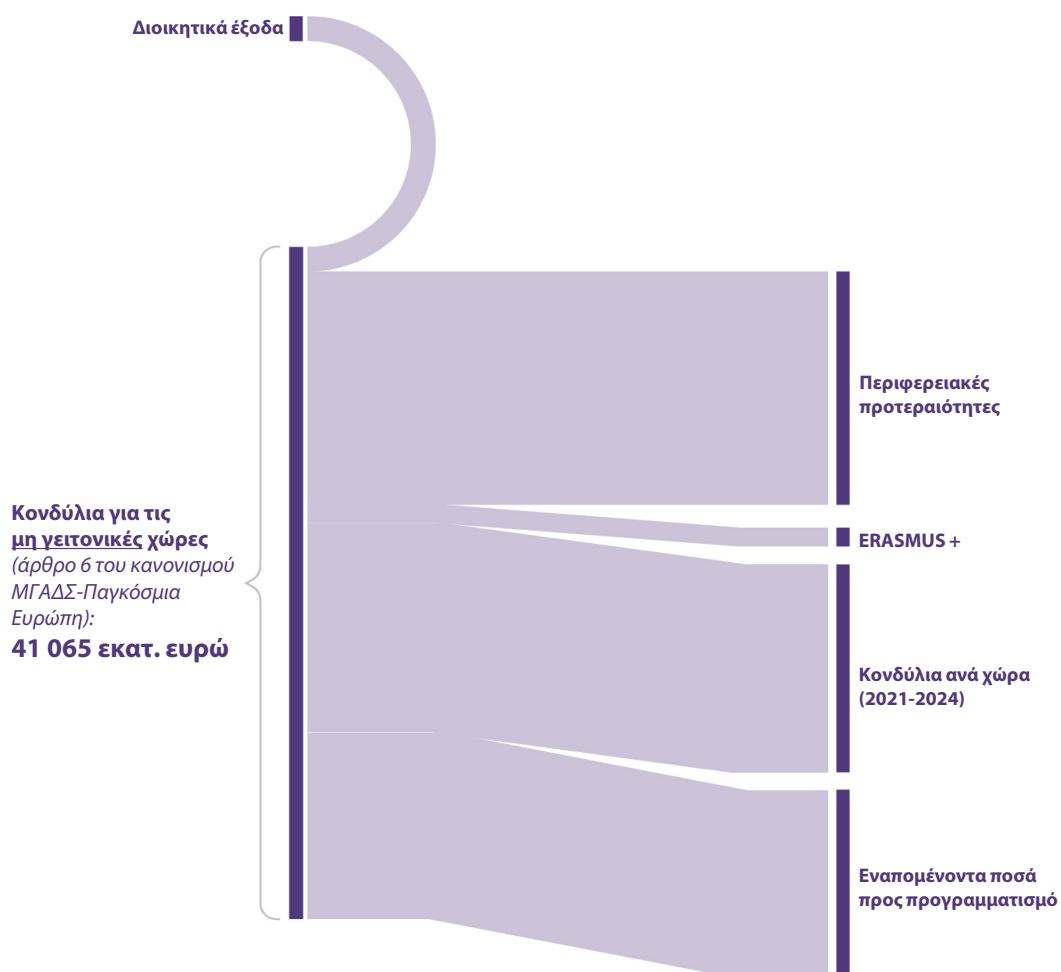 Διοικητικά έξοδα
Περιφερειακές
προτεραιότητες
Κονδύλια για τις
μη γειτονικές χώρες
(άρθρο 6 του κανονισμού
ΜΓΑΔΣ-Παγκόσμια
Ευρώπη):
41 065 εκατ. ευρώ
ERASMUS +
Κονδύλια ανά χώρα
(2021-2024)
Εναπομένοντα ποσά
προς προγραμματισμό